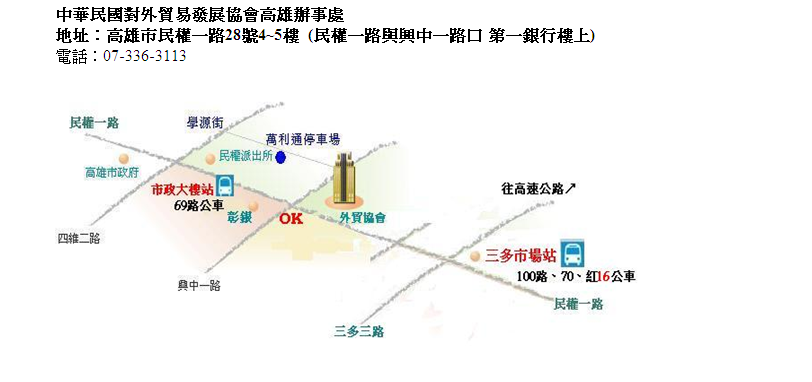 中華民國對外貿易發展協會高雄辦事處
地址：高雄市民權一路28號4~5樓 (民權一路與興中一路口 第一銀行樓上)
電話：07-336-3113
民權一路
學源街
萬利通停車場
高雄市政府
民權派出所
市政大樓站
69路公車
彰銀
OK
外貿協會
往高速公路↗
四維二路
三多市場站
100路、70、紅16公車
興中一路
民權一路
三多三路